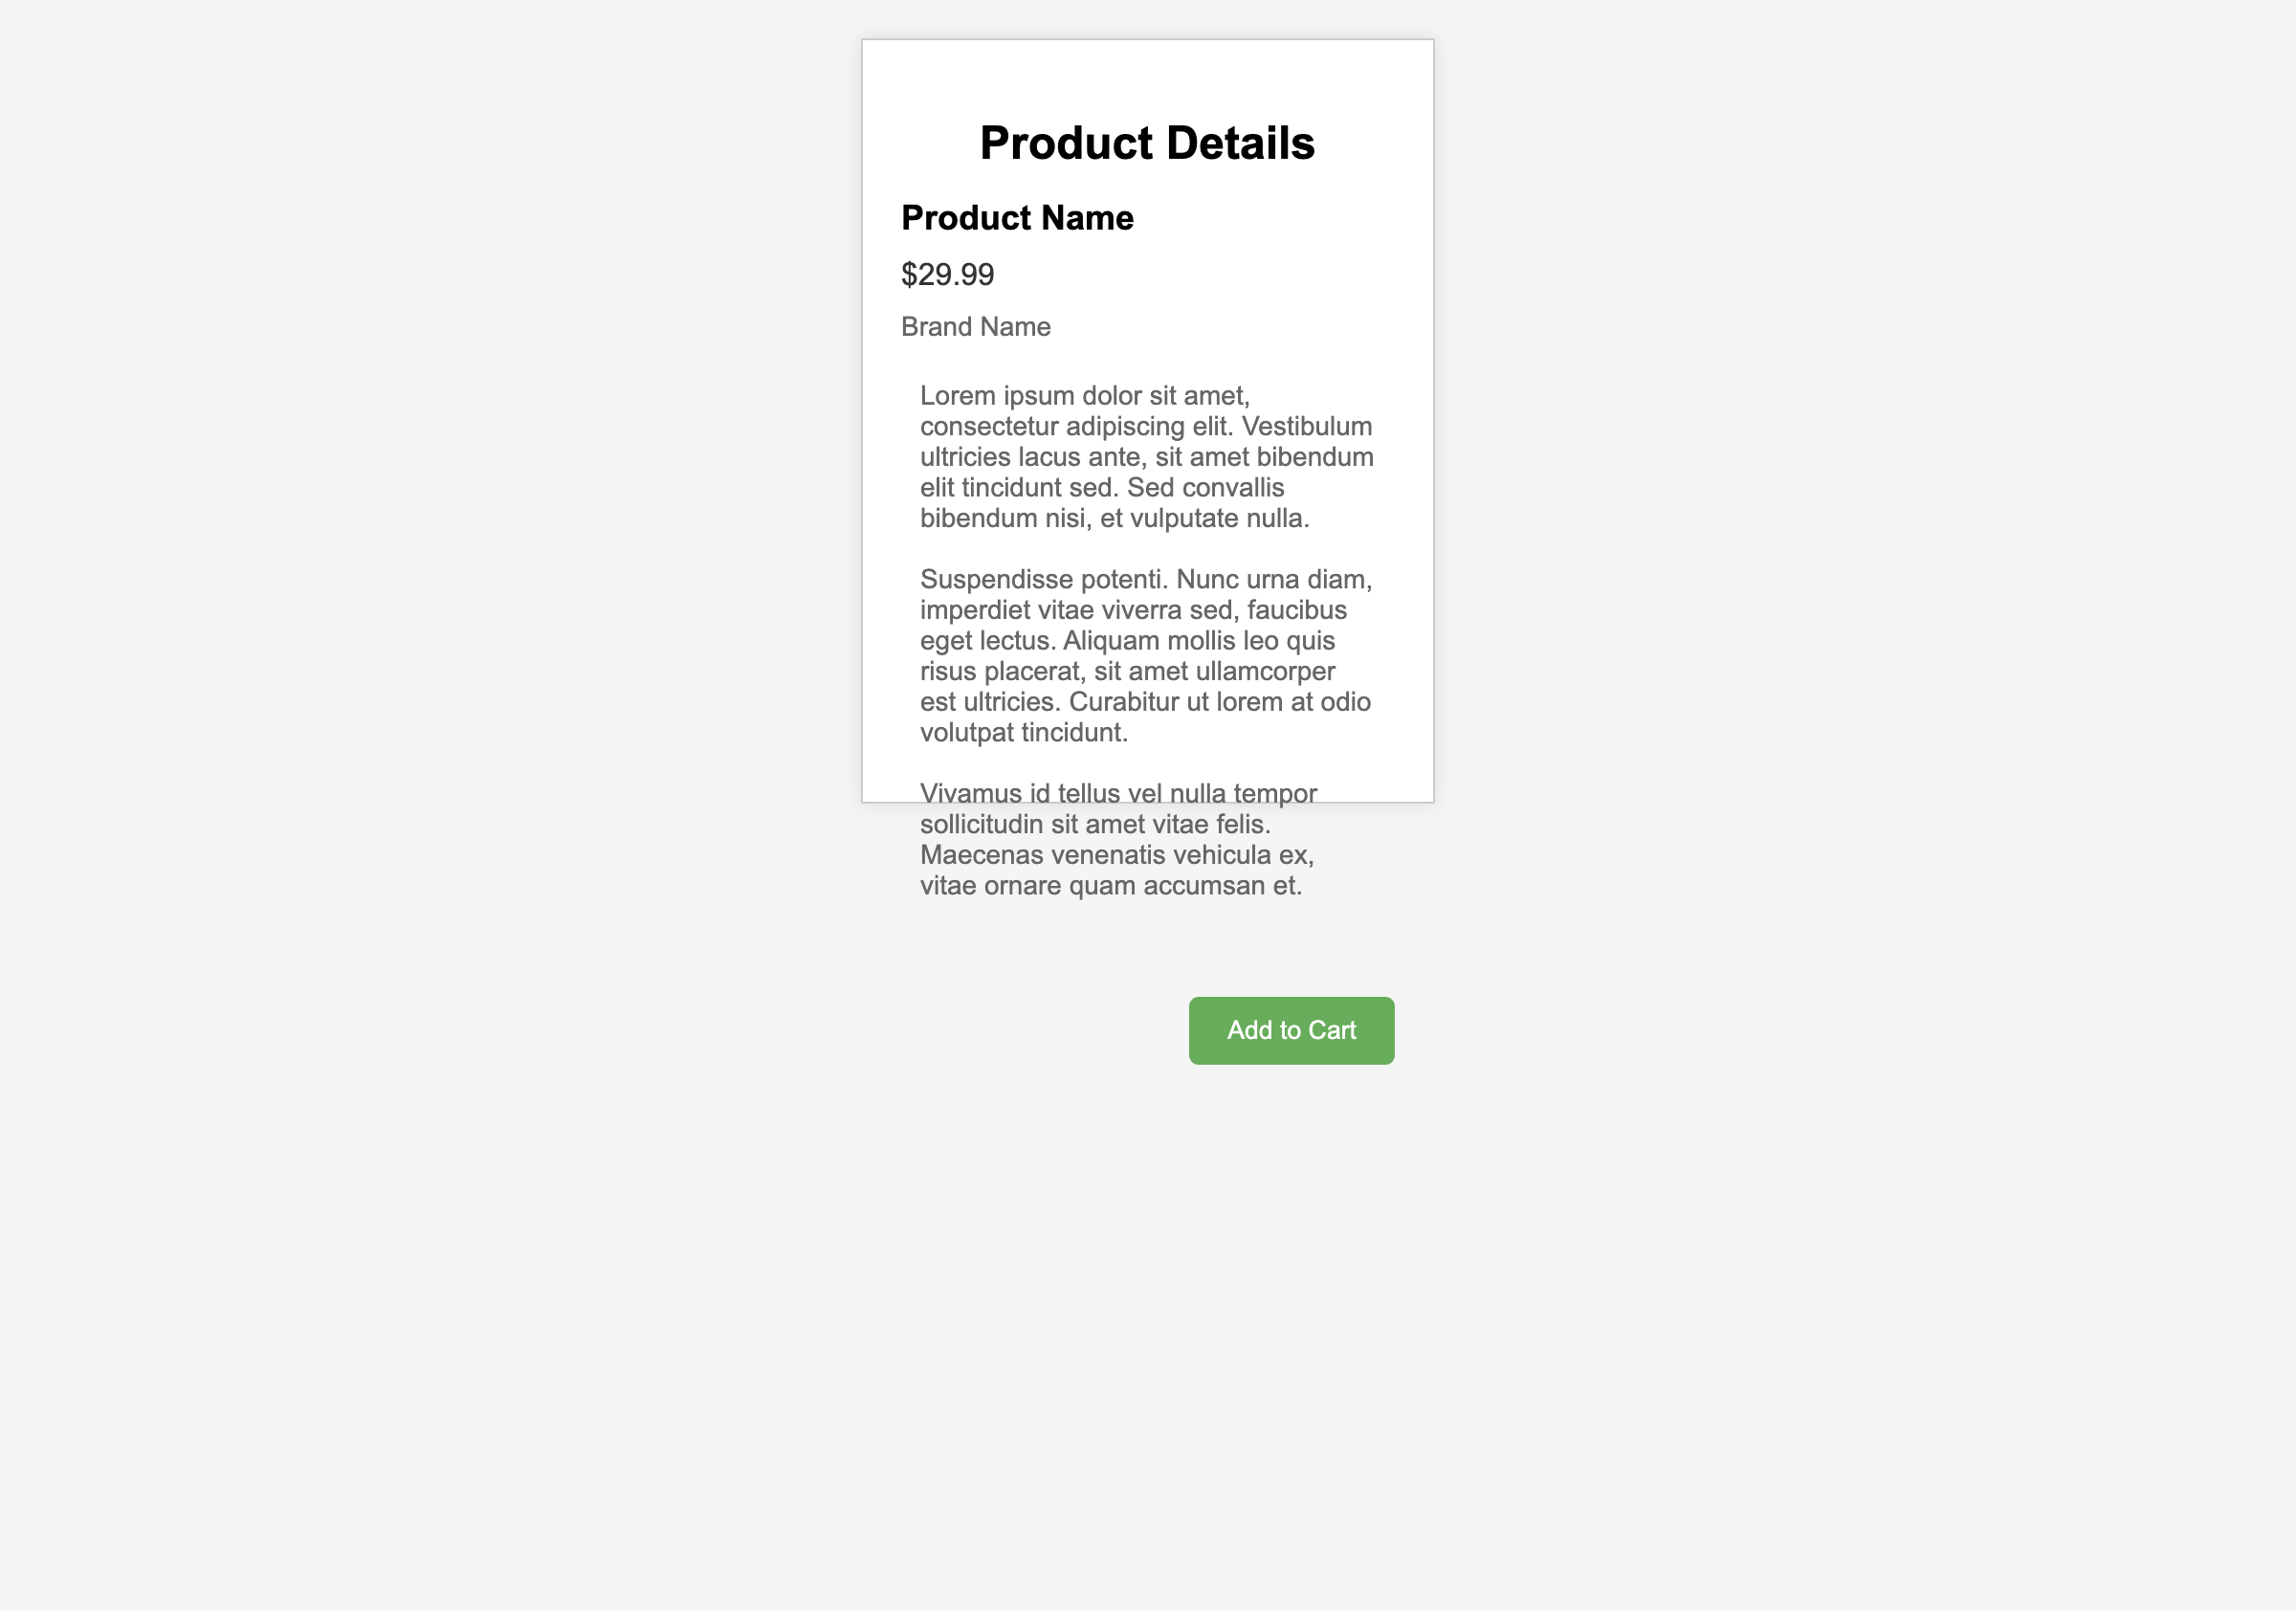 Product Details
Product Name
$29.99
Brand Name
Lorem ipsum dolor sit amet,
consectetur adipiscing elit. Vestibulum
ultricies lacus ante, sit amet bibendum
elit tincidunt sed. Sed convallis
bibendum nisi, et vulputate nulla.
Suspendisse potenti. Nunc urna diam,
imperdiet vitae viverra sed, faucibus
eget lectus. Aliquam mollis leo quis
risus placerat, sit amet ullamcorper
est ultricies. Curabitur ut lorem at odio
volutpat tincidunt.
Vivamus id tellus vel nulla tempor
sollicitudin sit amet vitae felis.
Maecenas venenatis vehicula ex,
vitae ornare quam accumsan et.
Add to Cart